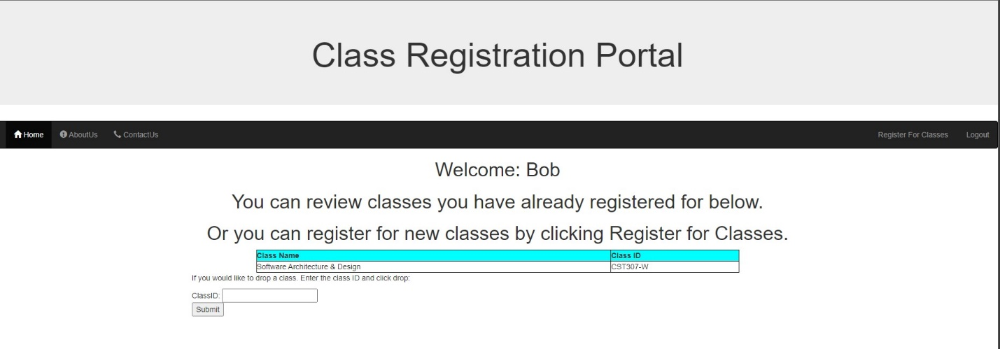 Class Registration Portal
Home AboutUs ContactUs Register For Classes Logout
Welcome: Bob
You can review classes you have already registered for below.
Or you can register for new classes by clicking Register for Classes.
Class Name Class ID
Software Architecture & Design CST307-W
If you would like to drop a class. Enter the class ID and click drop:
ClassID:
Submit